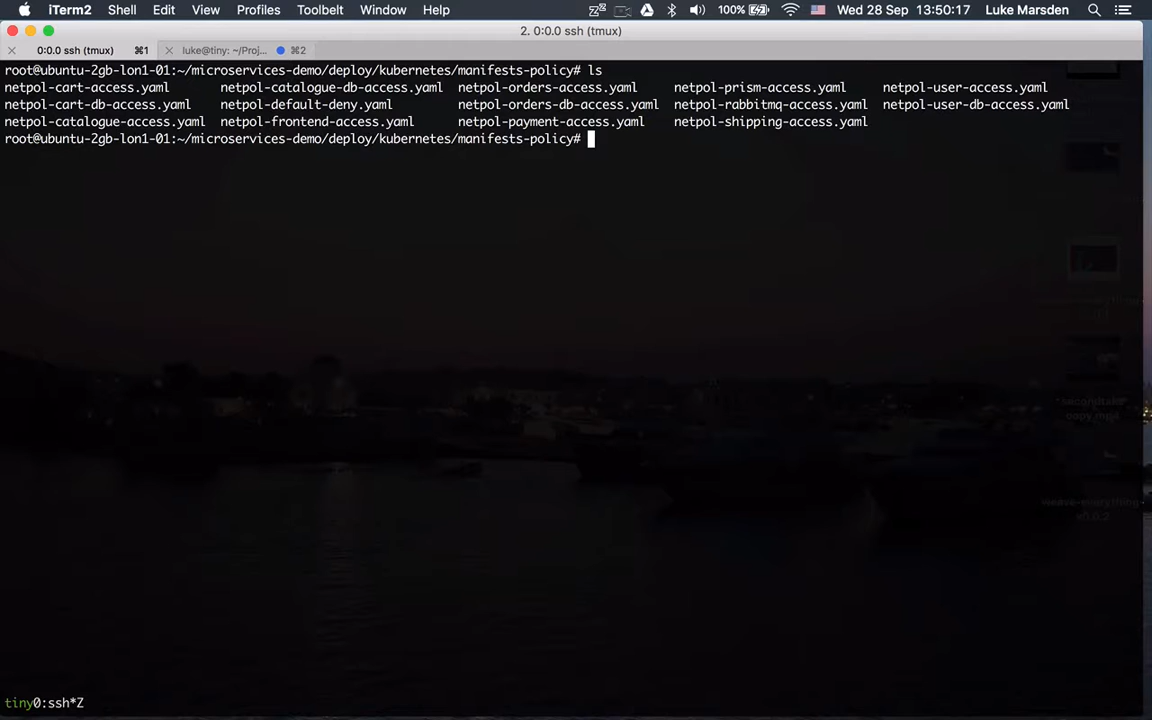 iTerm2 Shell Edit View Profiles Toolbelt Window Help 100% Wed 28 Sep 13:50:17 Luke Marsden
2. 0:0.0 ssh (tmux)
0:0.0 ssh (tmux) ⌘1 luke@tiny: ~/Proj... ⌘2
root@ubuntu-2gb-lon1-01:~/microservices-demo/deploy/kubernetes/manifests-policy# ls
netpol-cart-access.yaml netpol-catalogue-db-access.yaml netpol-orders-access.yaml netpol-prism-access.yaml netpol-user-access.yaml
netpol-cart-db-access.yaml netpol-default-deny.yaml netpol-orders-db-access.yaml netpol-rabbitmq-access.yaml netpol-user-db-access.yaml
netpol-catalogue-access.yaml netpol-frontend-access.yaml netpol-payment-access.yaml netpol-shipping-access.yaml
root@ubuntu-2gb-lon1-01:~/microservices-demo/deploy/kubernetes/manifests-policy#
copy.mp4
tiny0:ssh*Z